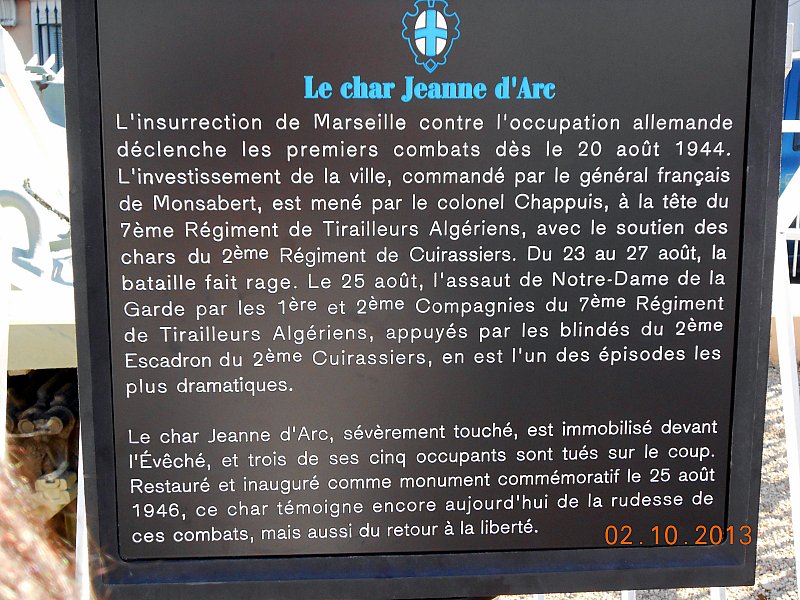 Le char Jeanne d'Arc
L'insurrection de Marseille contre l'occupation allemande
déclenche les premiers combats dès le 20 août 1944.
L'investissement de la ville, commandé par le général français
de Monsabert, est mené par le colonel Chappuis, à la tête du
7ème Régiment de Tirailleurs Algériens, avec le soutien des
chars du 2ème Régiment de Cuirassiers. Du 23 au 27 août, la
bataille fait rage. Le 25 août, l'assaut de Notre-Dame de la
Garde par les 1ère et 2ème Compagnies du 7ème Régiment
de Tirailleurs Algériens, appuyés par les blindés du 2ème
Escadron du 2ème Cuirassiers, en est l'un des épisodes les
plus dramatiques.
Le char Jeanne d'Arc, sévèrement touché, est immobilisé devant
l'Évêché, et trois de ses cinq occupants sont tués sur le coup.
Restauré et inauguré comme monument commémoratif le 25 août
1946, ce char témoigne encore aujourd'hui de la rudesse de
ces combats, mais aussi du retour à la liberté.
02.10.2013